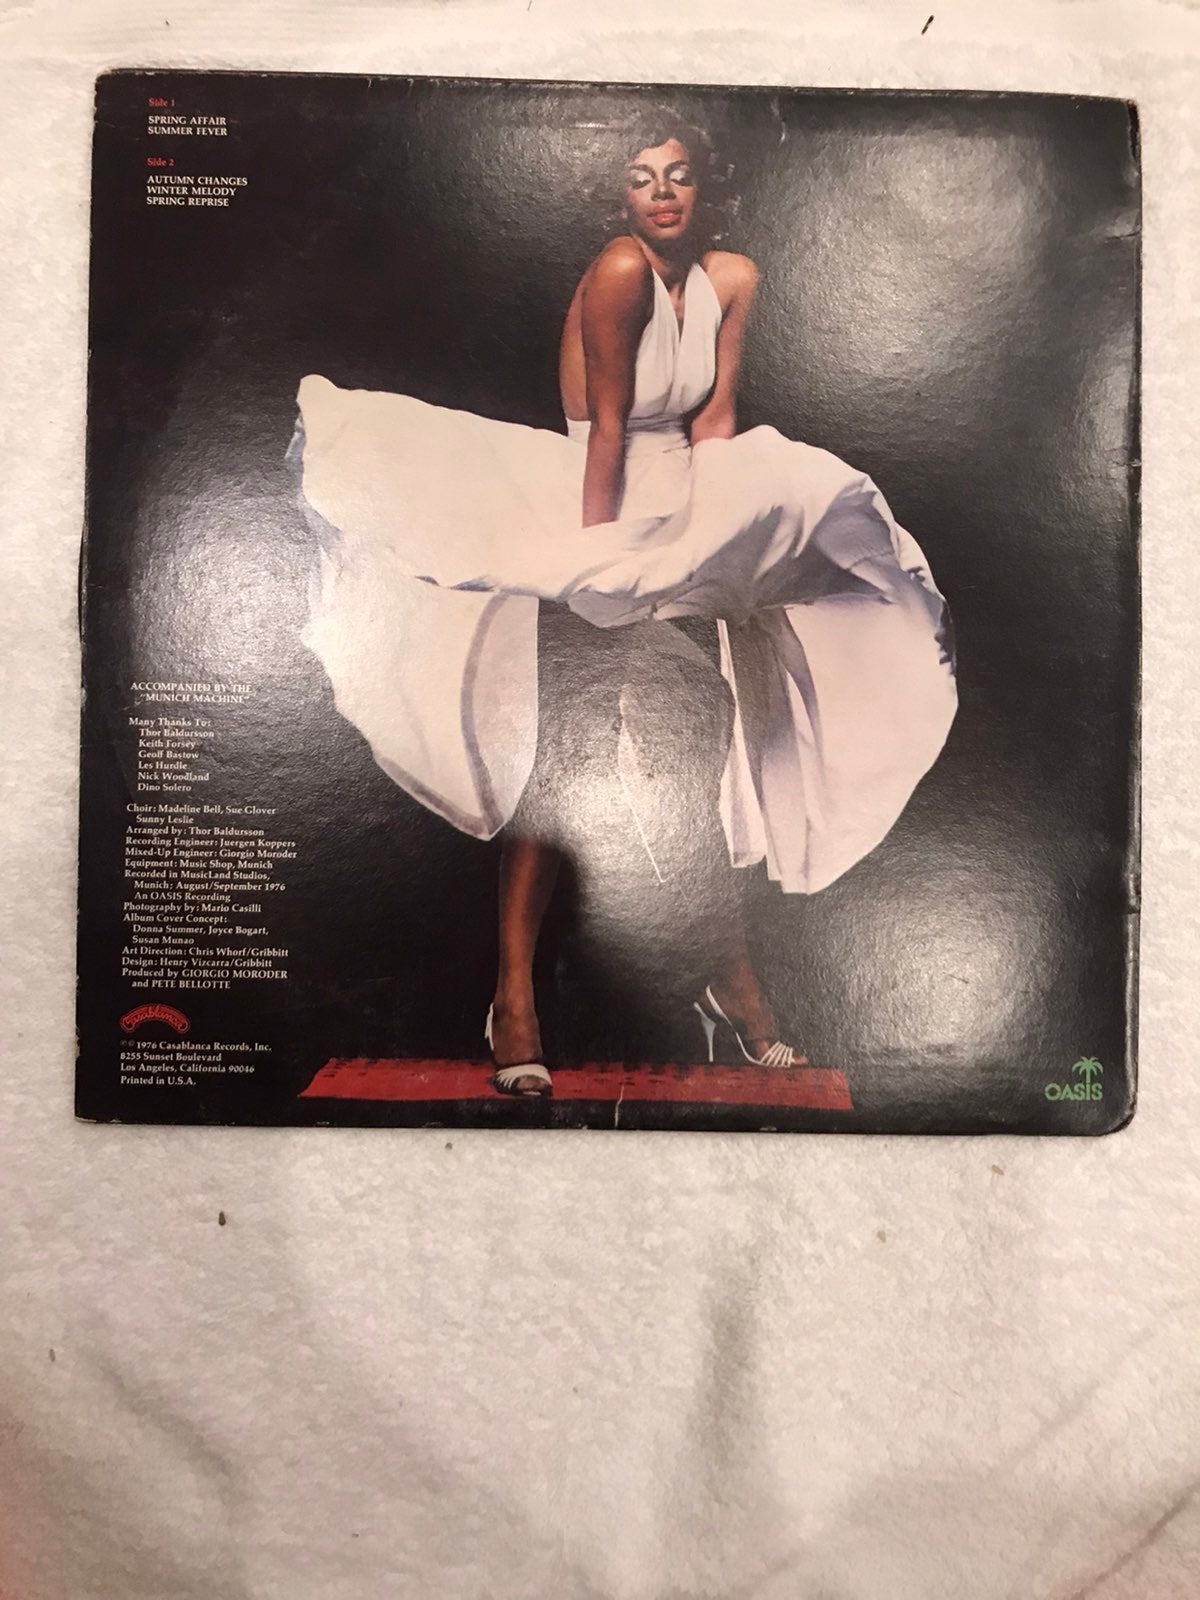 Side 1
SPRING AFFAIR
SUMMER FEVER
Side 2
AUTUMN CHANGES
WINTER MELODY
SPRING REPRISE
ACCOMPANIED BY THE
"MUNICH MACHINE"
Many Thanks To:
Thor Baldursson
Keith Forsey
Geoff Bastow
Les Hurdle
Nick Woodland
Dino Solero
Choir: Madeline Bell, Sue Glover
Sunny Leslie
Arranged by: Thor Baldursson
Recording Engineer: Juergen Koppers
Mixed-Up Engineer: Giorgio Moroder
Equipment: Music Shop, Munich
Recorded in MusicLand Studios,
Munich; August/September 1976
An OASIS Recording
Photography by: Mario Casilli
Album Cover Concept:
Donna Summer, Joyce Bogart,
Susan Munao
Art Direction: Chris Whorf/Gribbitt
Design: Henry Vizcarra/Gribbitt
Produced by GIORGIO MORODER
and PETE BELLOTTE
Casablanca
℗© 1976 Casablanca Records, Inc.
8255 Sunset Boulevard
Los Angeles, California 90046
Printed in U.S.A.
OASIS